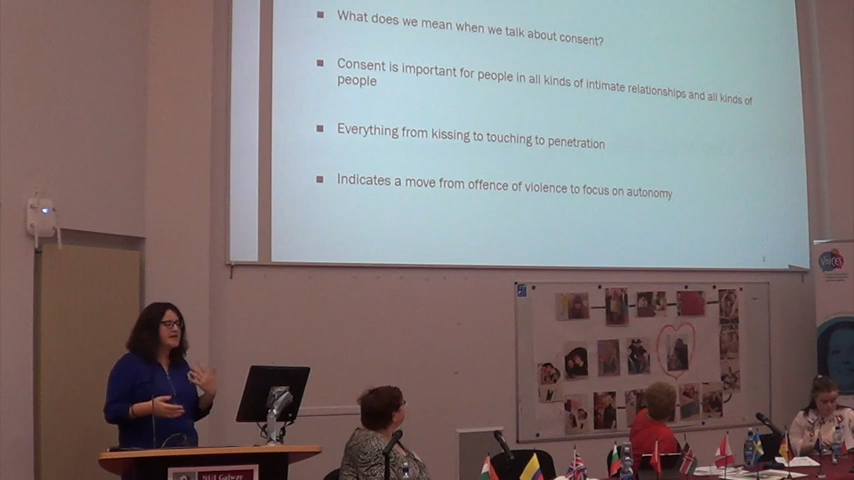 What does we mean when we talk about consent?
Consent is important for people in all kinds of intimate relationships and all kinds of
people
Everything from kissing to touching to penetration
Indicates a move from offence of violence to focus on autonomy
voices
NUI Galway